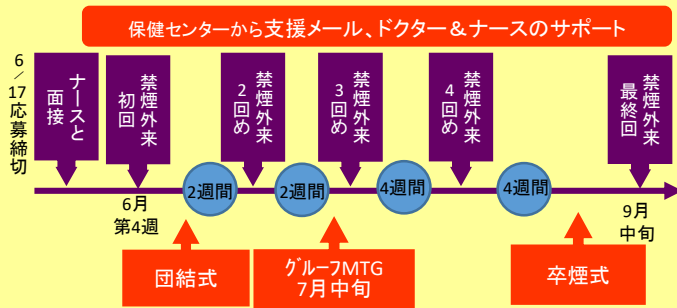 保健センターから支援メール、ドクター＆ナースのサポート
6/17応募締切
ナースと
面接
禁煙外来
初回
禁煙外来
2回め
禁煙外来
3回め
禁煙外来
4回め
禁煙外来
最終回
2週間
2週間
4週間
4週間
6月
第4週
9月
中旬
団結式
グループMTG
7月中旬
卒煙式